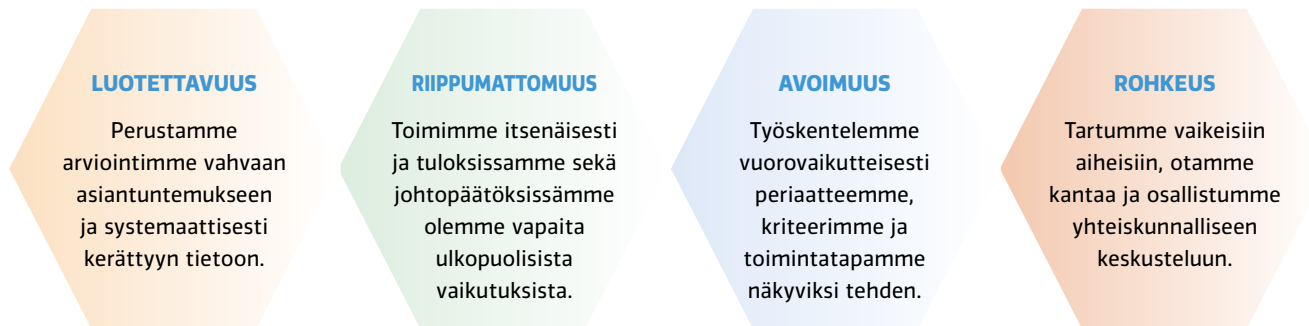 LUOTETTAVUUS
Perustamme
arviointimme vahvaan
asiantuntemukseen
ja systemaattisesti
kerättyyn tietoon.
RIIPPUMATTOMUUS
Toimimme itsenäisesti
ja tuloksissamme sekä
johtopäätöksissämme
olemme vapaita
ulkopuolisista
vaikutuksista.
AVOIMUUS
Työskentelemme
vuorovaikutteisesti
periaatteemme,
kriteerimme ja
toimintatapamme
näkyviksi tehden.
ROHKEUS
Tartumme vaikeisiin
aiheisiin, otamme
kantaa ja osallistumme
yhteiskunnalliseen
keskusteluun.